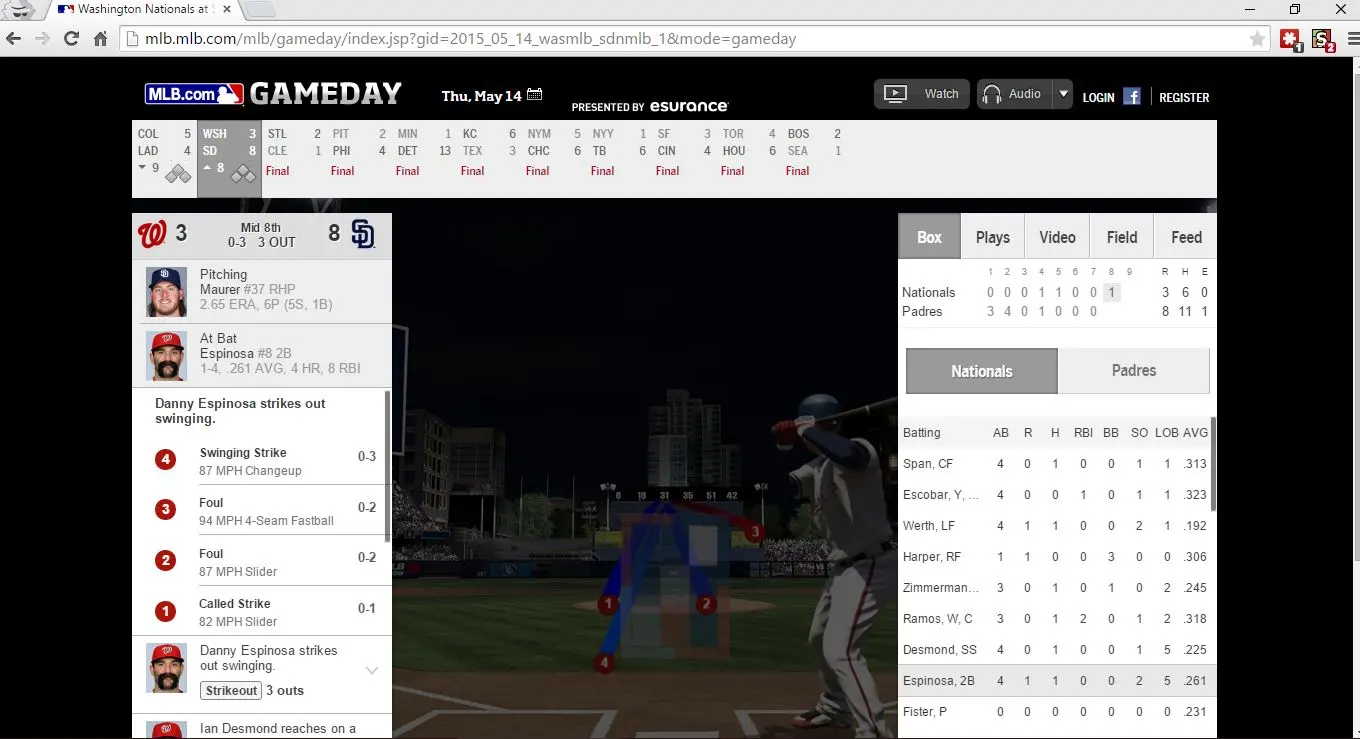 Washington Nationals at
mlb.mlb.com/mlb/gameday/index.jsp?gid=2015_05_14_wasmlb_sdnmlb_1&mode=gameday
1
S
2
MLB.com GAMEDAY
Thu, May 14
PRESENTED BY esurance
Watch
Audio
LOGIN
f
REGISTER
COL 5 WSH 3 STL 2 PIT 2 MIN 1 KC 6 NYM 5 NYY 1 SF 3 TOR 4 BOS 2
LAD 4 SD 8 CLE 1 PHI 4 DET 13 TEX 3 CHC 6 TB 6 CIN 4 HOU 6 SEA 1
9 8 Final Final Final Final Final Final Final Final Final
W 3 Mid 8th 8 SD
0-3 3 OUT
Pitching
Maurer #37 RHP
2.65 ERA, 6P (5S, 1B)
At Bat
Espinosa #8 2B
1-4, .261 AVG, 4 HR, 8 RBI
Danny Espinosa strikes out
swinging.
4 Swinging Strike 0-3
87 MPH Changeup
3 Foul 0-2
94 MPH 4-Seam Fastball
2 Foul 0-2
87 MPH Slider
1 Called Strike 0-1
82 MPH Slider
Danny Espinosa strikes
out swinging.
Strikeout 3 outs
Ian Desmond reaches on a
6 19 31 35 51 42
3
1 2
4
Box Plays Video Field Feed
1 2 3 4 5 6 7 8 9 R H E
Nationals 0 0 0 1 1 0 0 1 3 6 0
Padres 3 4 0 1 0 0 0 8 11 1
Nationals Padres
Batting AB R H RBI BB SO LOB AVG
Span, CF 4 0 1 0 0 1 1 .313
Escobar, Y, ... 4 0 0 1 0 1 1 .323
Werth, LF 4 1 1 0 0 2 1 .192
Harper, RF 1 1 0 0 3 0 0 .306
Zimmerman... 3 0 1 0 1 0 2 .245
Ramos, W, C 3 0 1 2 0 1 2 .318
Desmond, SS 4 0 1 0 0 1 5 .225
Espinosa, 2B 4 1 1 0 0 2 5 .261
Fister, P 0 0 0 0 0 0 0 .231